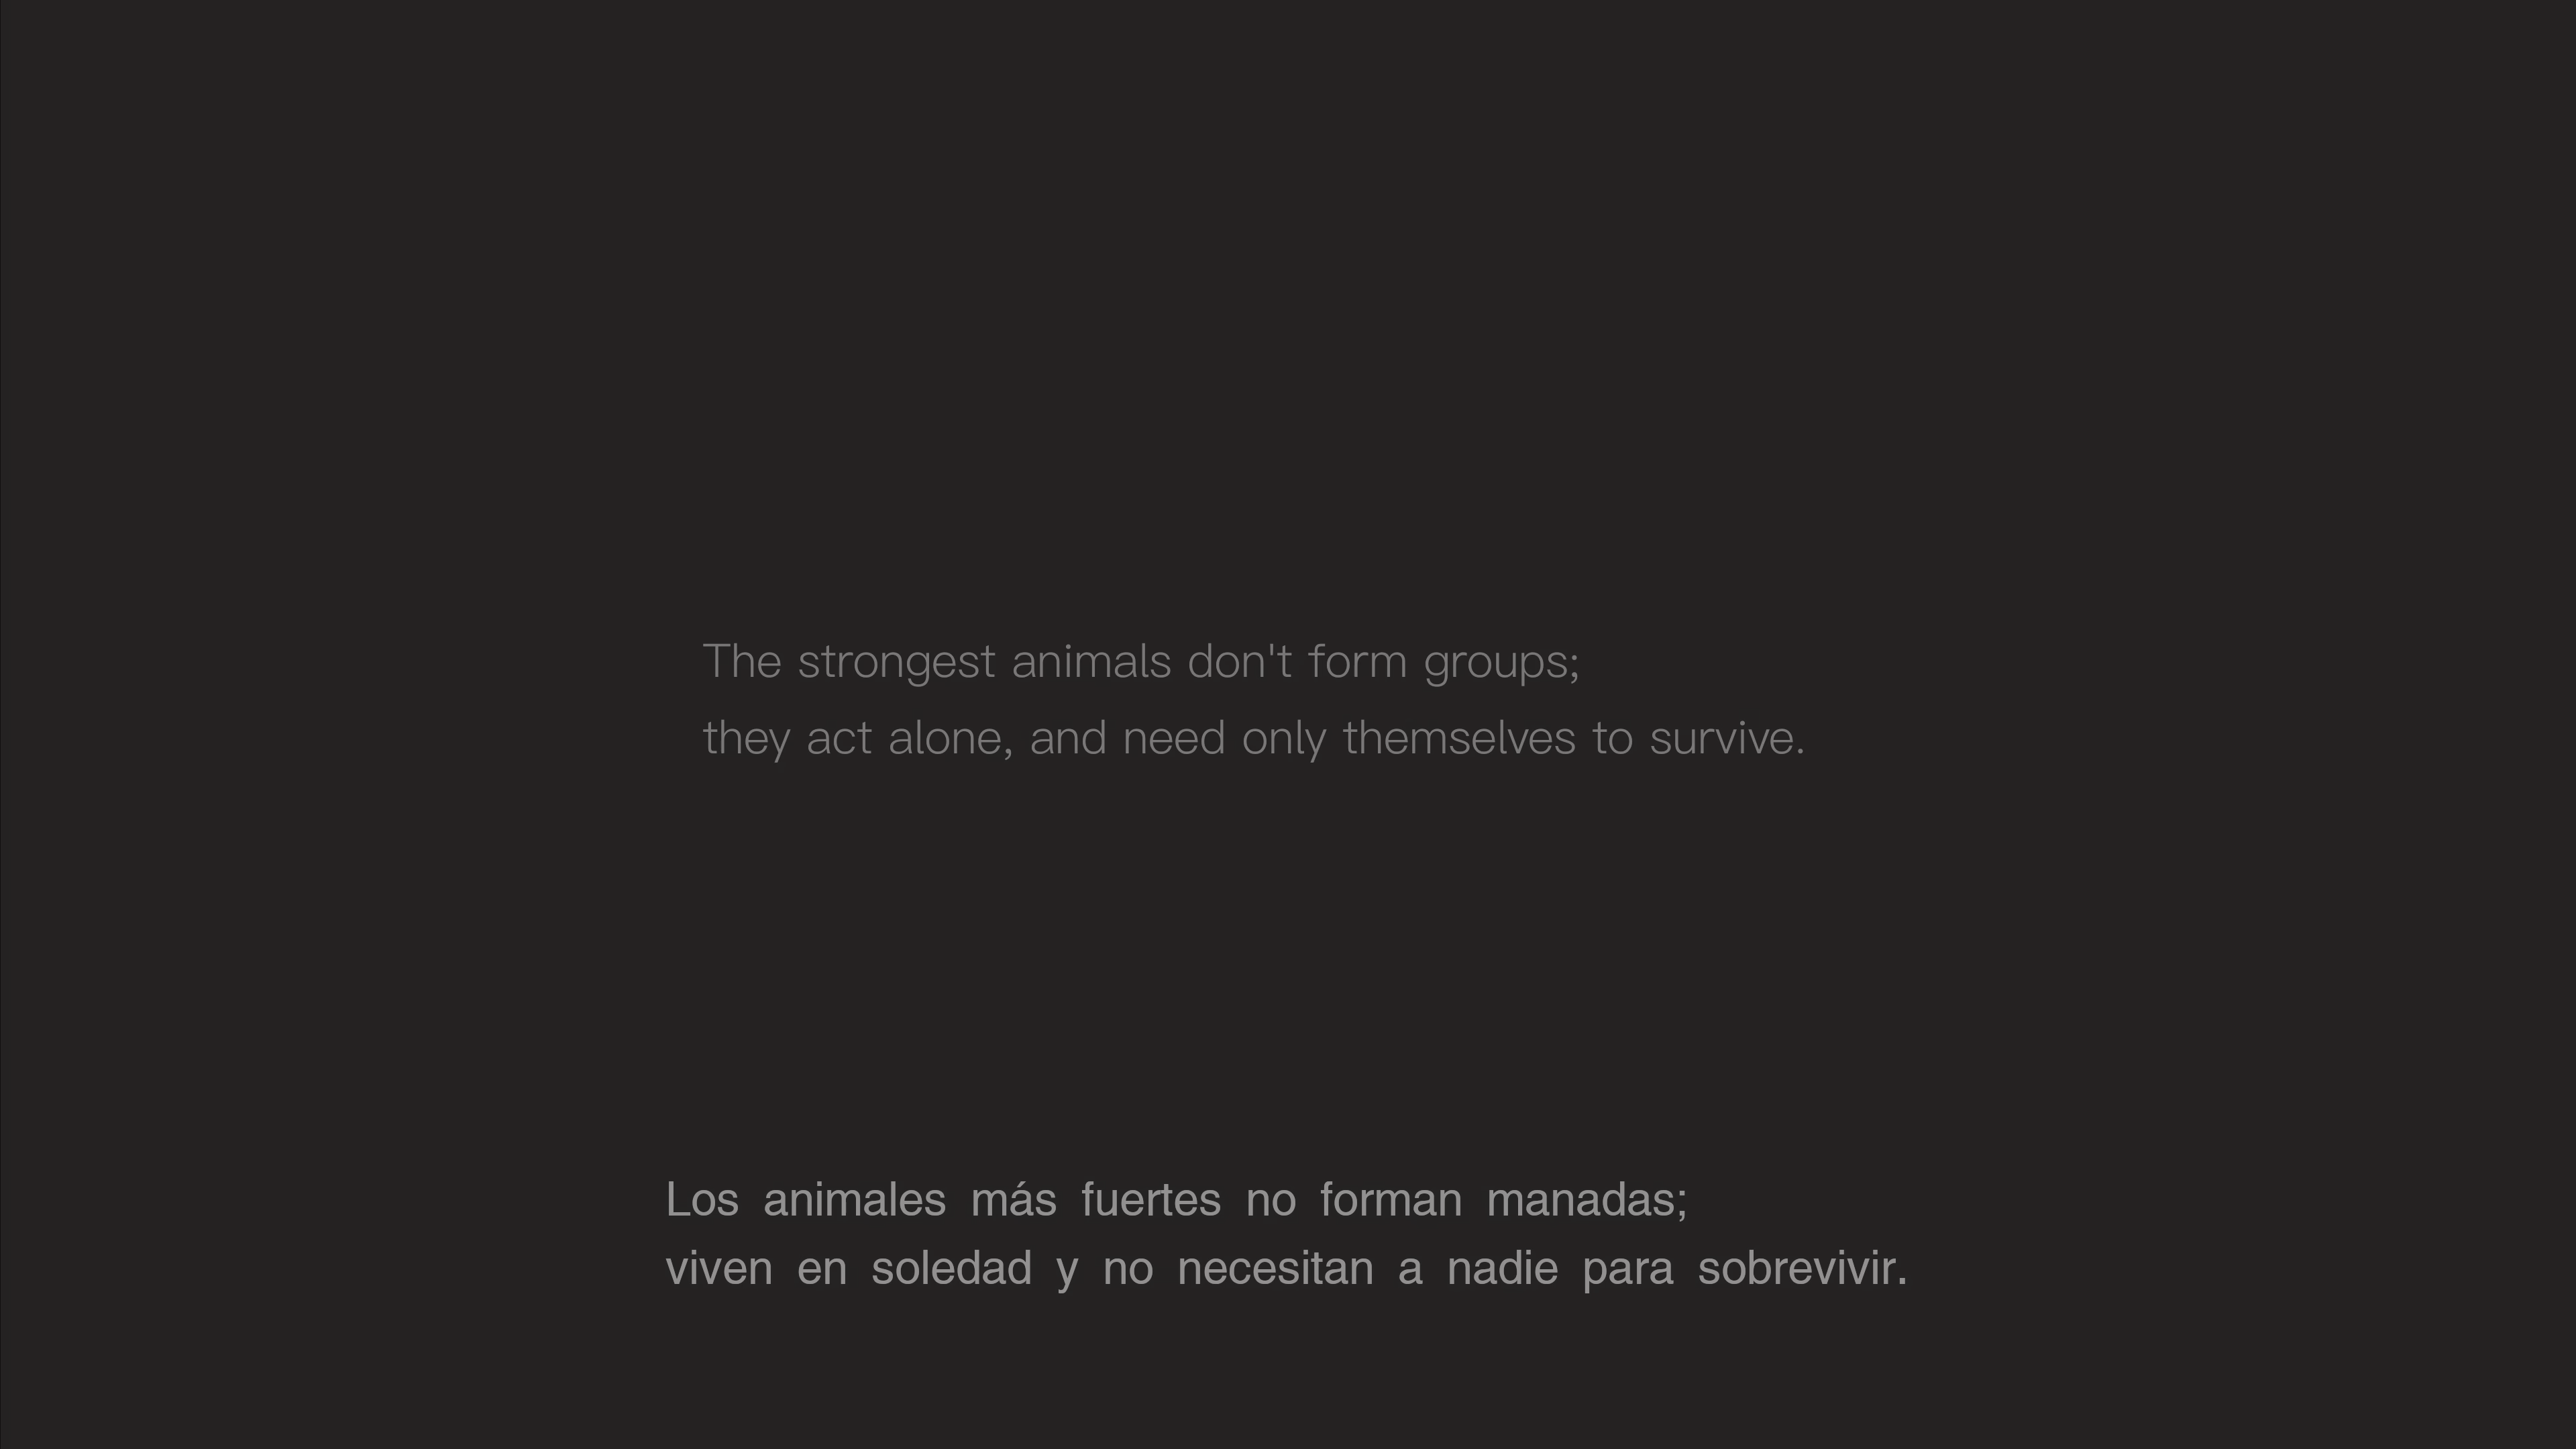 The strongest animals don't form groups;
they act alone, and need only themselves to survive.
Los animales más fuertes no forman manadas;
viven en soledad y no necesitan a nadie para sobrevivir.